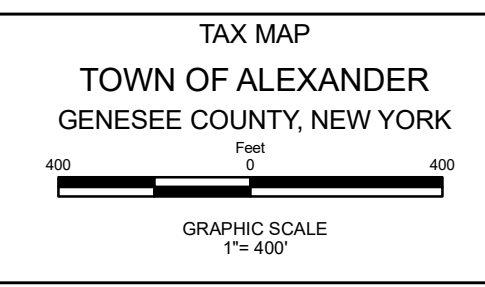 TAX MAP
TOWN OF ALEXANDER
GENESEE COUNTY, NEW YORK
Feet
400 0 400
GRAPHIC SCALE
1"= 400'